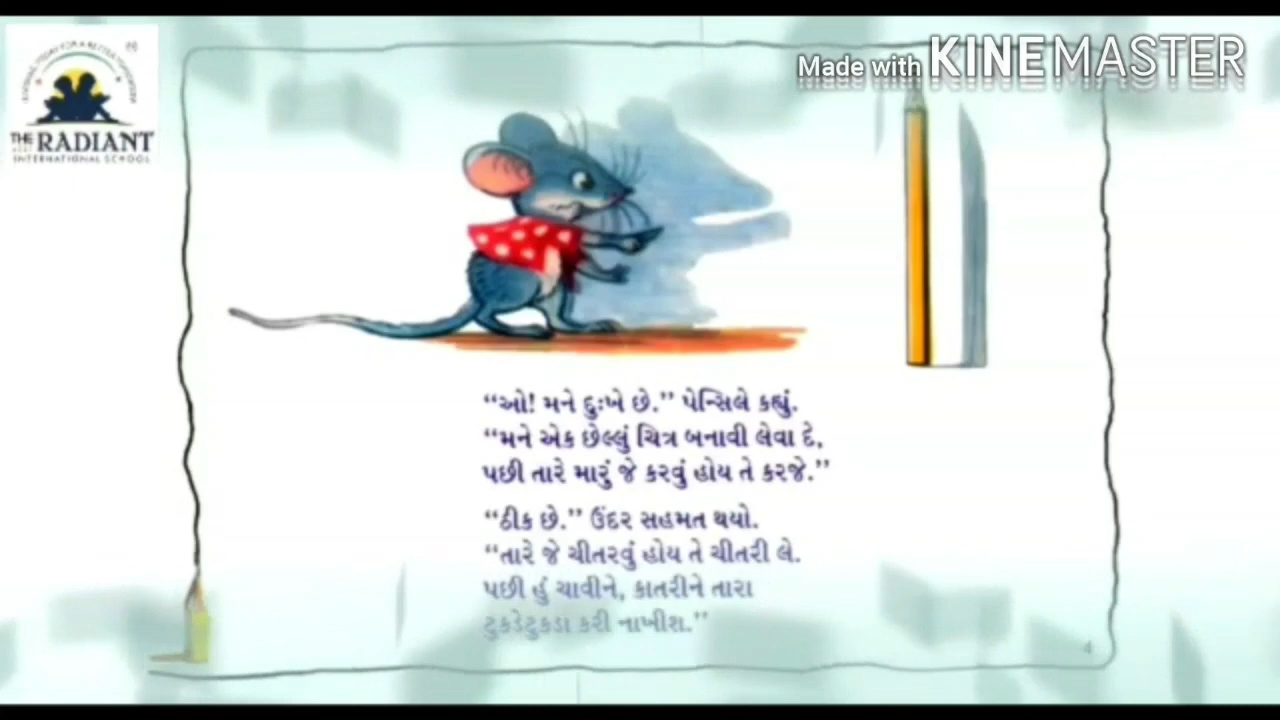 Made with KINEMASTER
THE RADIANT
INTERNATIONAL SCHOOL
“ઓ! મને દુઃખે છે.” પેન્સિલે કહ્યું.
“મને એક છેલ્લું ચિત્ર બનાવી લેવા દે,
પછી તારે મારું જે કરવું હોય તે કરજે.”
“ઠીક છે.” ઉંદર સહમત થયો.
“તારે જે ચીતરવું હોય તે ચીતરી લે.
પછી હું ચાવીને, કાતરીને તારા
ટુકડેટુકડા કરી નાખીશ.”
4